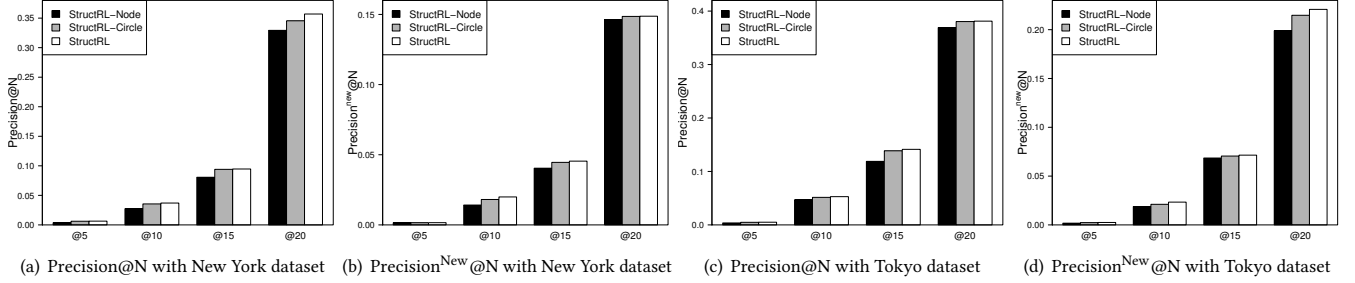 Precision@N
0.00 0.05 0.10 0.15 0.20 0.25 0.30 0.35
StructRL−Node
StructRL−Circle
StructRL
@5 @10 @15 @20
(a) Precision@N with New York dataset
Precision^new@N
0.00 0.05 0.10 0.15
StructRL−Node
StructRL−Circle
StructRL
@5 @10 @15 @20
(b) Precision^New@N with New York dataset
Precision@N
0.0 0.1 0.2 0.3 0.4
StructRL−Node
StructRL−Circle
StructRL
@5 @10 @15 @20
(c) Precision@N with Tokyo dataset
Precision^new@N
0.00 0.05 0.10 0.15 0.20
StructRL−Node
StructRL−Circle
StructRL
@5 @10 @15 @20
(d) Precision^New@N with Tokyo dataset